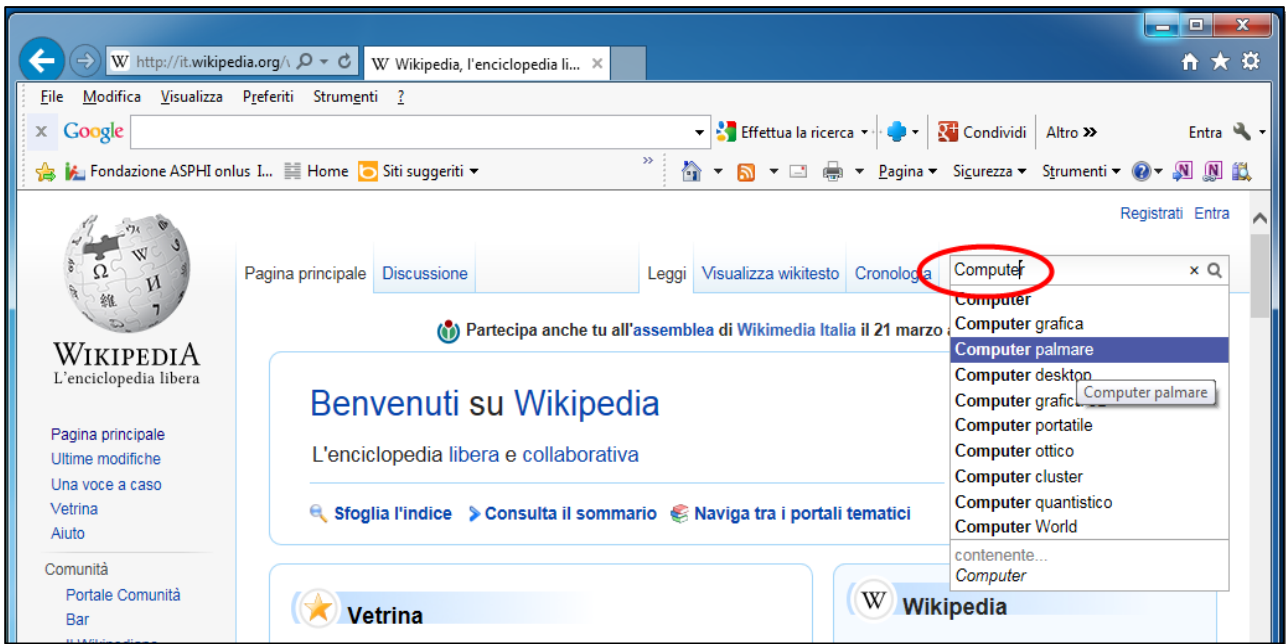 W http://it.wikipedia.org/
W Wikipedia, l'enciclopedia li...
File Modifica Visualizza Preferiti Strumenti ?
x Google
Effettua la ricerca
Condividi
Altro »
Entra
Fondazione ASPHI onlus I...
Home
Siti suggeriti
»
Pagina
Sicurezza
Strumenti
Registrati Entra
Pagina principale Discussione
Leggi Visualizza wikitesto Cronologia
Computer
Computer
Computer grafica
Computer palmare
Computer desktop
Computer palmare
Computer grafica
Computer portatile
Computer ottico
Computer cluster
Computer quantistico
Computer World
contenente...
Computer
Partecipa anche tu all'assemblea di Wikimedia Italia il 21 marzo
WIKIPEDIA
L'enciclopedia libera
Benvenuti su Wikipedia
L'enciclopedia libera e collaborativa
Sfoglia l'indice
Consulta il sommario
Naviga tra i portali tematici
Pagina principale
Ultime modifiche
Una voce a caso
Vetrina
Aiuto
Comunità
Portale Comunità
Bar
Il Wikipediano
Vetrina
W Wikipedia